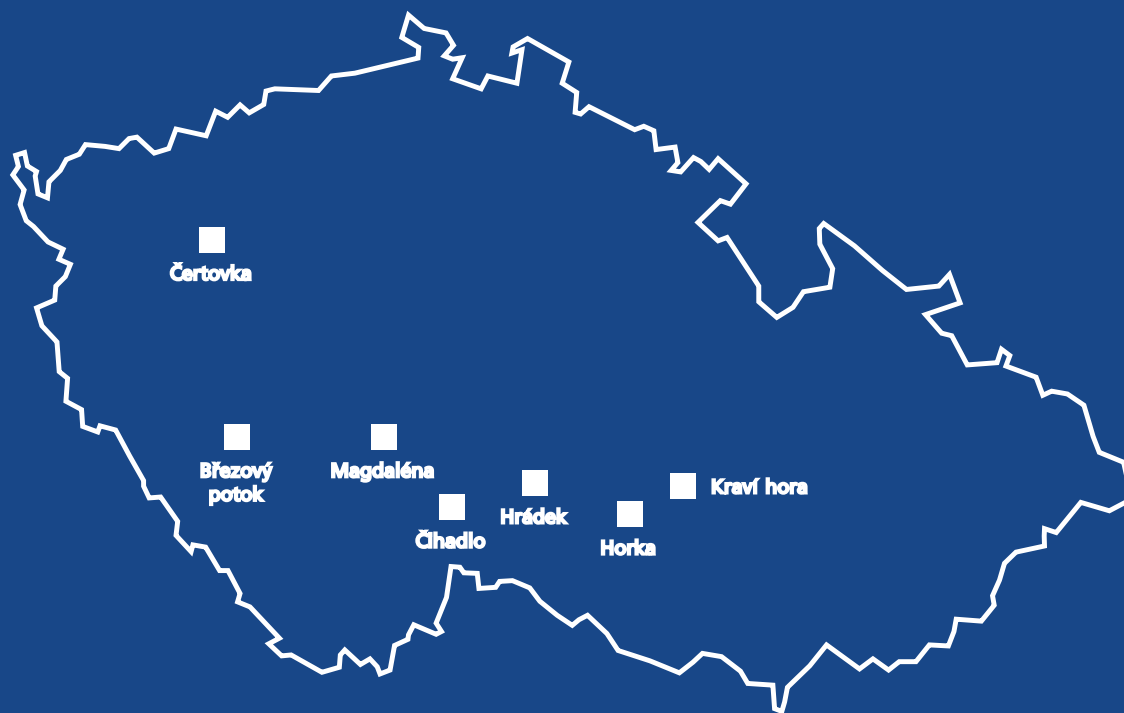 Čertovka
Březový
potok
Magdaléna
Čihadlo
Hrádek
Horka
Kraví hora